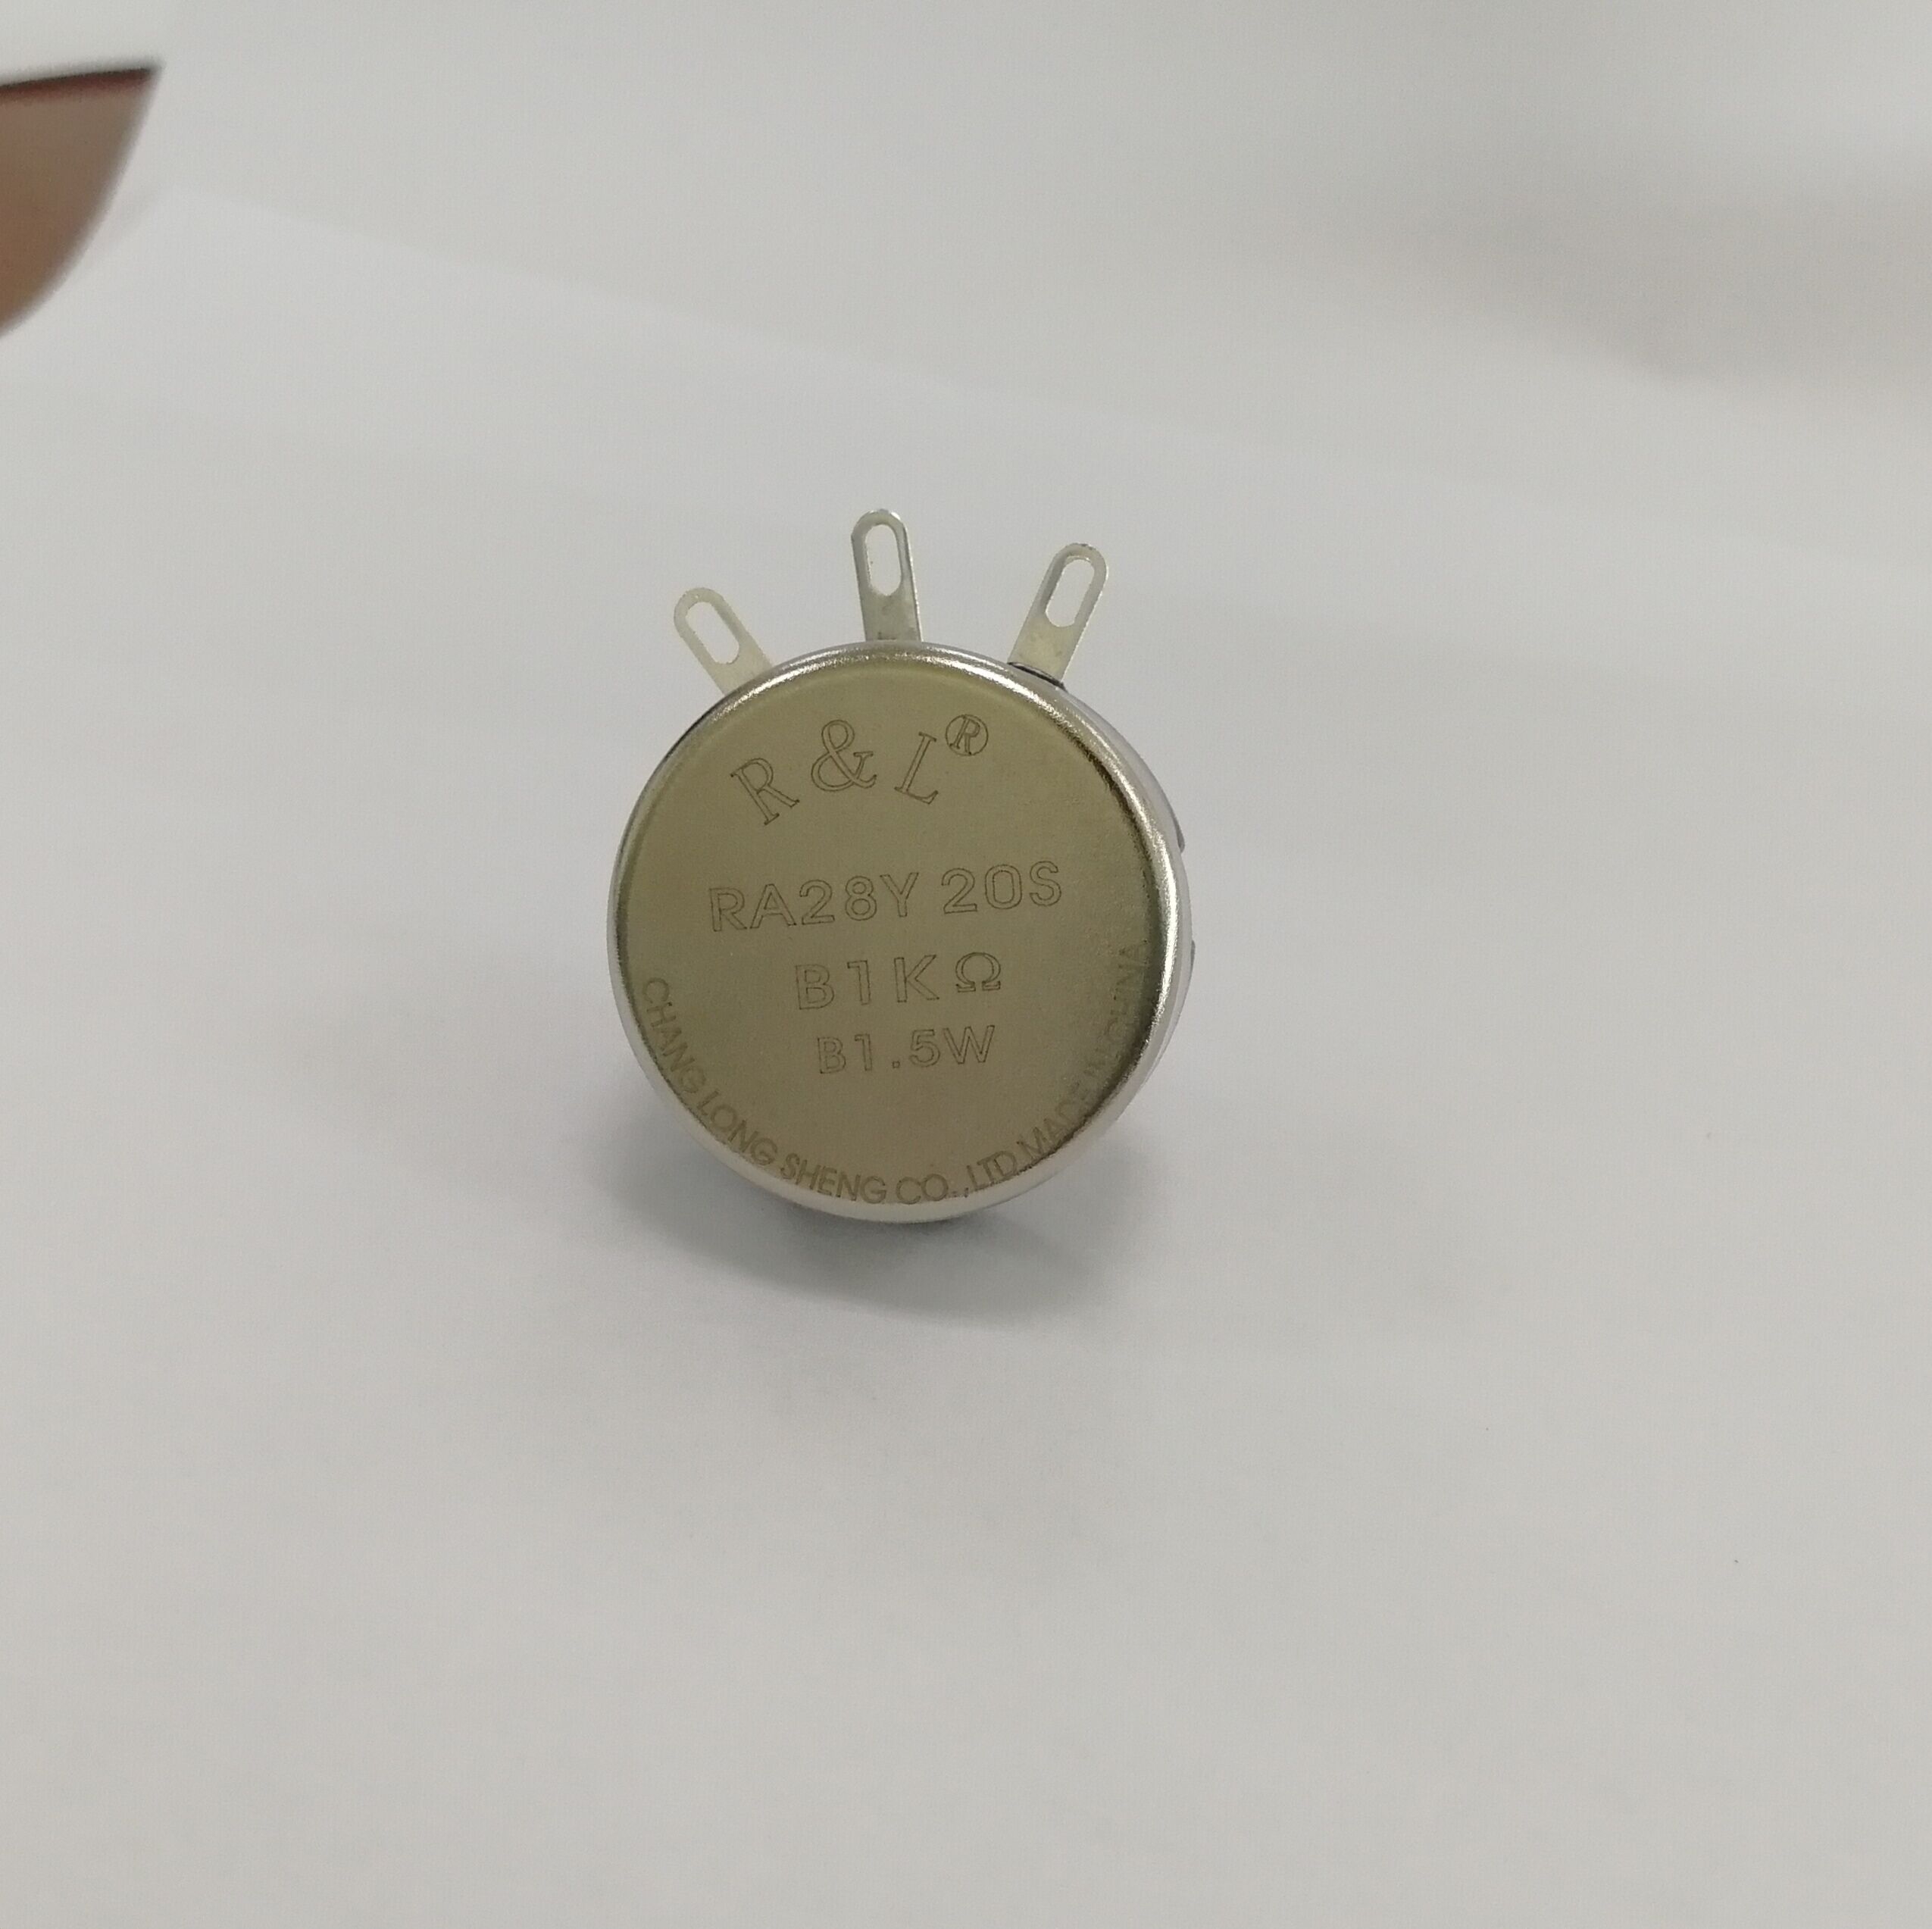 R & L®
RA28Y 20S
B1KΩ
B1.5W
CHANG LONG SHENG CO.,LTD MADE IN CHINA